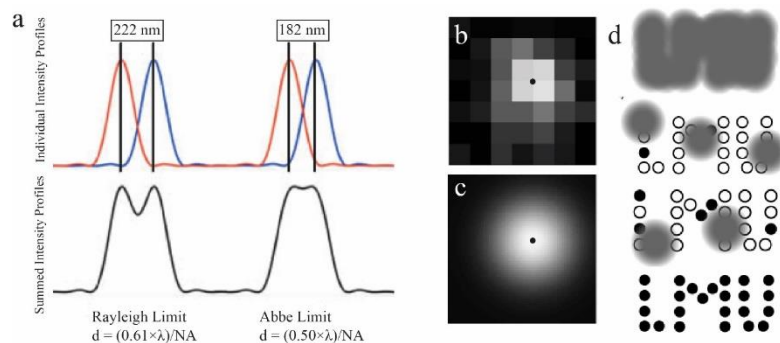 a
222 nm
182 nm
Individual Intensity Profiles
Summed Intensity Profiles
Rayleigh Limit
d = (0.61×λ)/NA
Abbe Limit
d = (0.50×λ)/NA
b
c
d
LMU